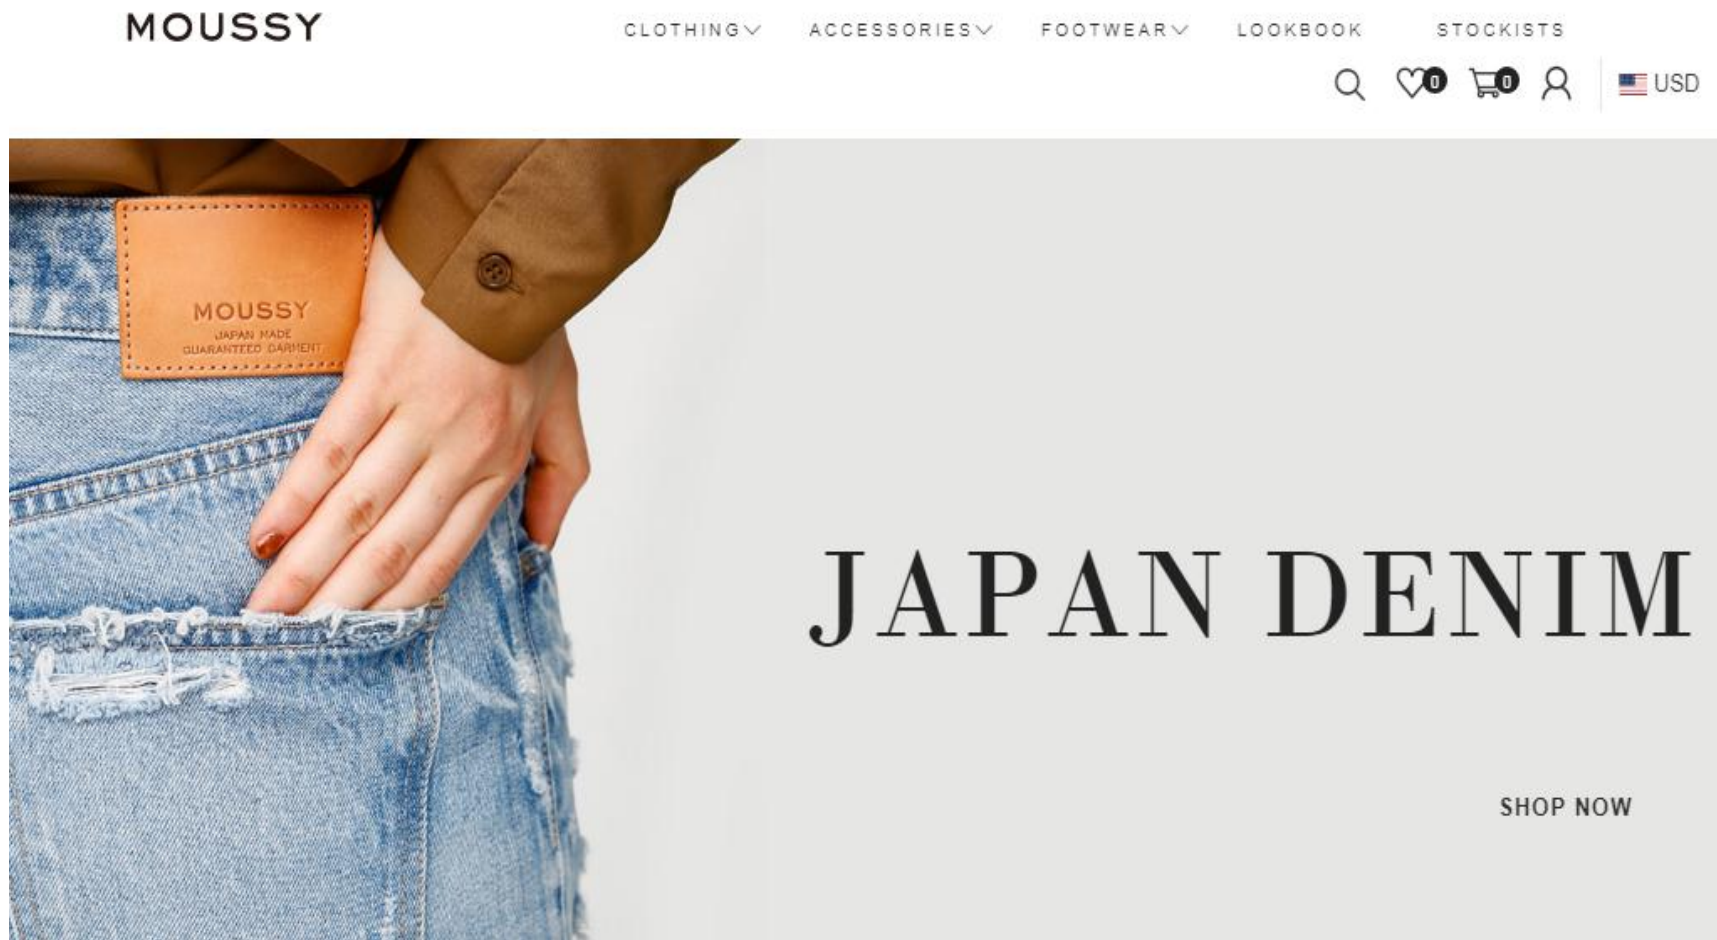 MOUSSY
CLOTHING ACCESSORIES FOOTWEAR LOOKBOOK STOCKISTS
0 0 USD
MOUSSY
JAPAN MADE
GUARANTEED GARMENT
JAPAN DENIM
SHOP NOW